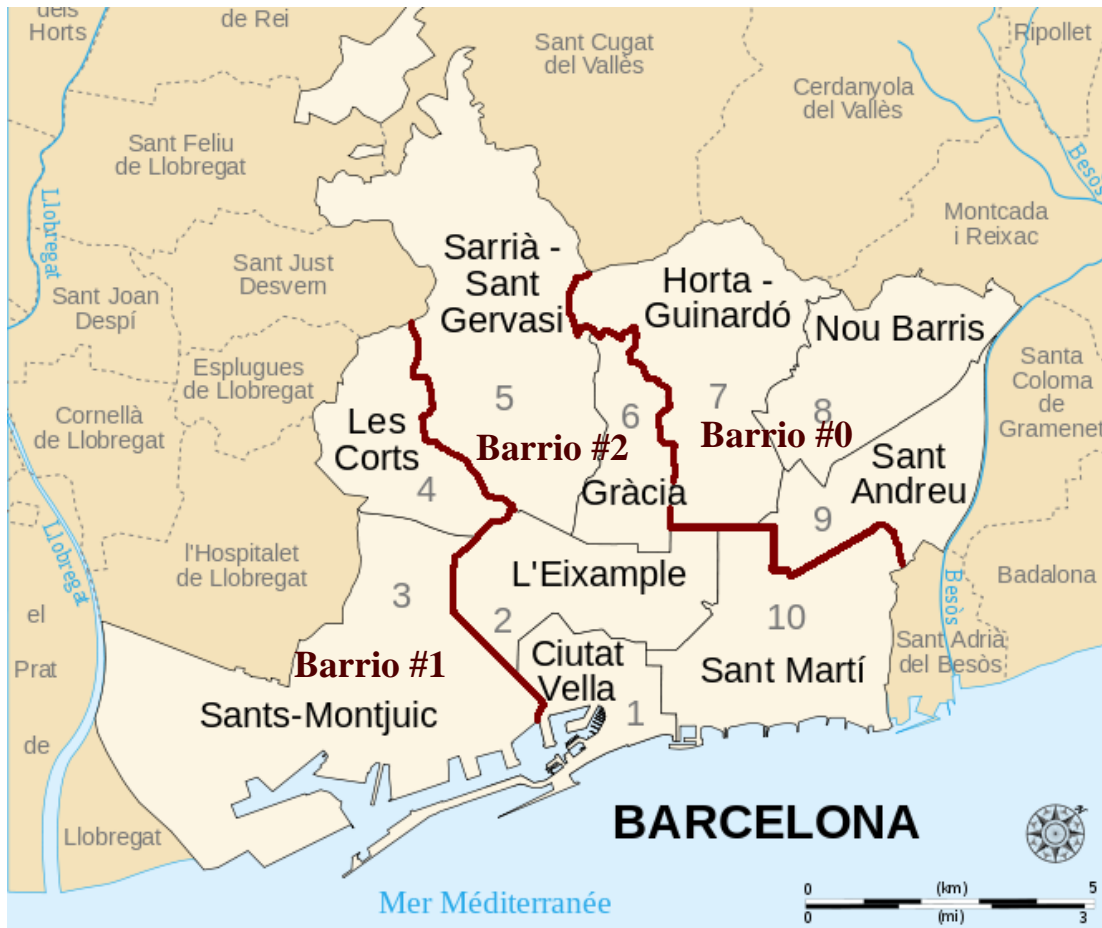 dels
Horts
de Rei
Sant Cugat
del Vallès
Ripollet
Cerdanyola
del Vallès
Besòs
Sant Feliu
de Llobregat
Llobregat
Montcada
i Reixac
Sarrià -
Sant
Gervasi
Horta -
Guinardó
Sant Just
Desvern
Sant Joan
Despí
Nou Barris
Esplugues
de Llobregat
Santa
Coloma
de
Gramenet
Cornellà
de Llobregat
Les
Corts
5
6
7
8
Barrio #2
Barrio #0
Sant
Andreu
4
Gràcia
9
Llobregat
l'Hospitalet
de Llobregat
L'Eixample
Badalona
Besòs
3
2
10
el
Prat
de
Barrio #1
Ciutat
Vella
Sant Martí
Sant Adrià
del Besòs
Sants-Montjuic
1
BARCELONA
Llobregat
Mer Méditerranée
0
(km)
5
0
(mi)
3